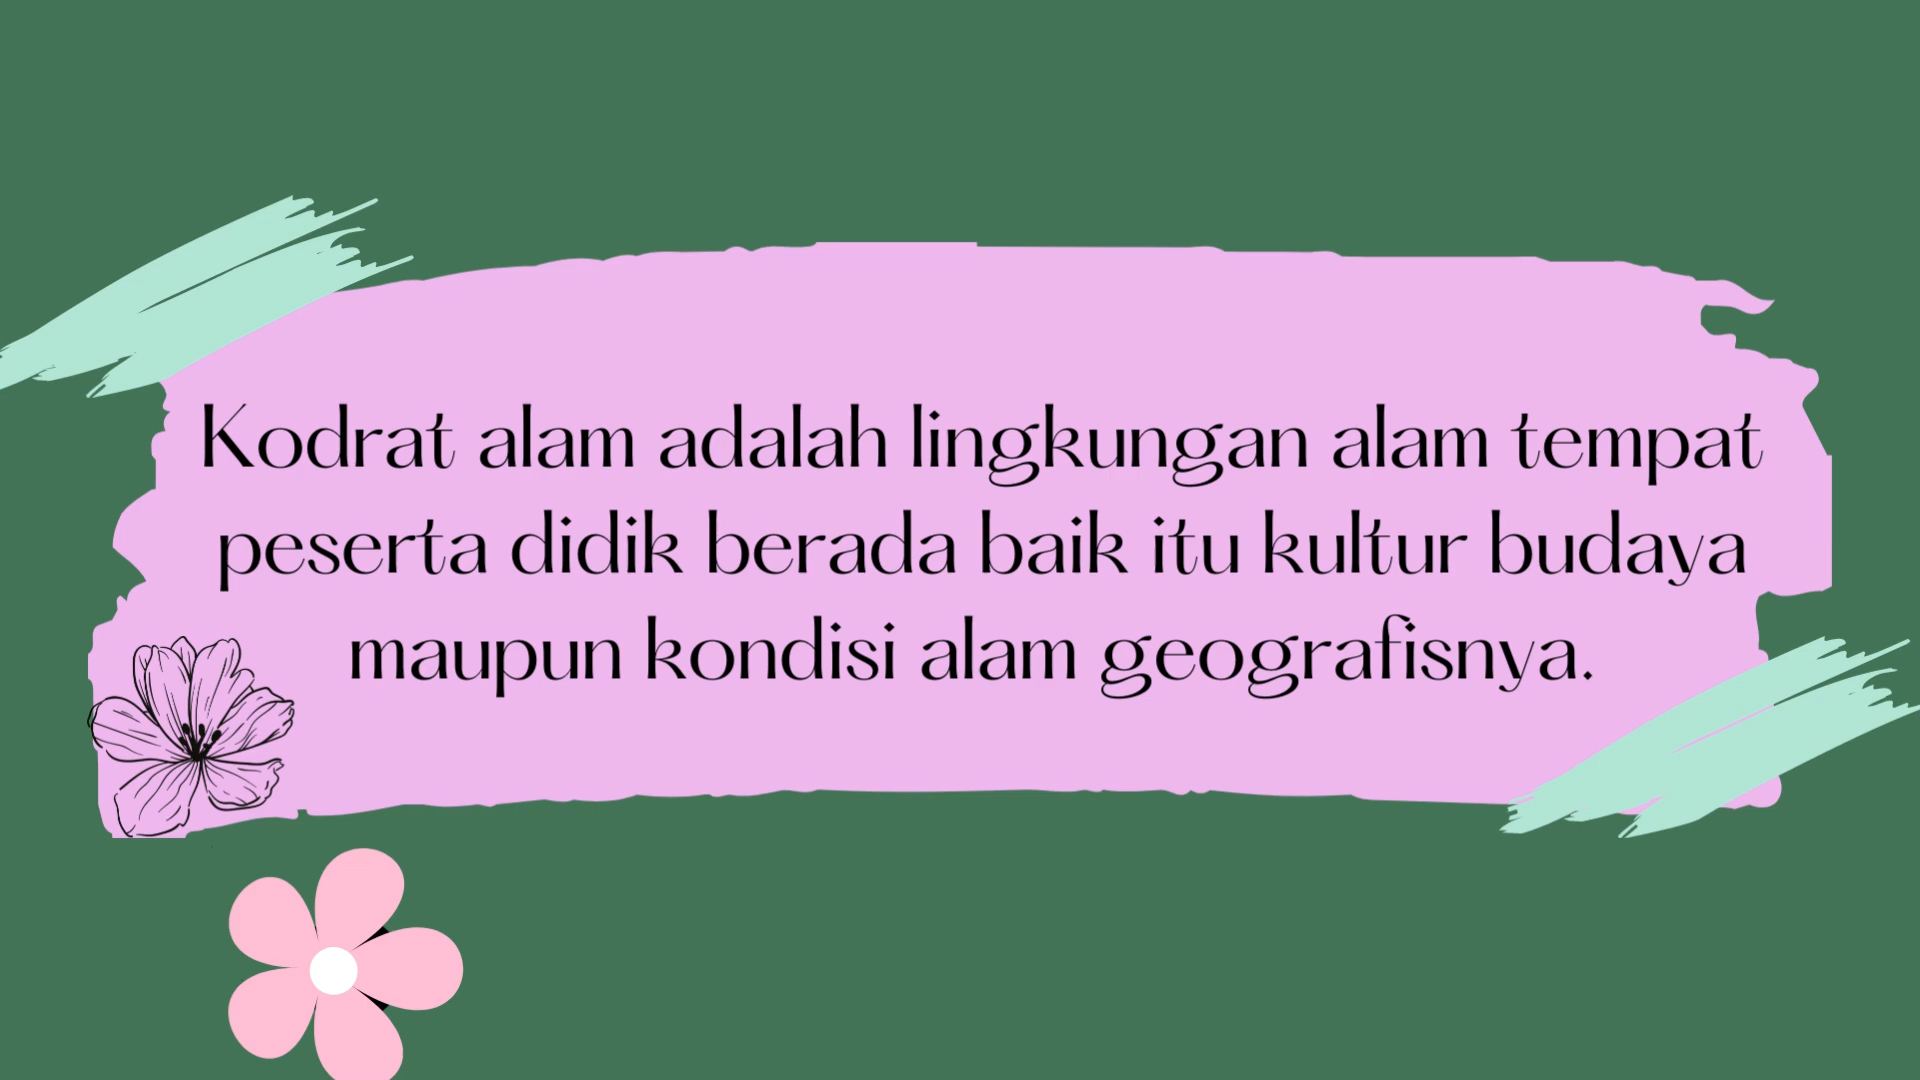 Kodrat alam adalah lingkungan alam tempat
peserta didik berada baik itu kultur budaya
maupun kondisi alam geografisnya.